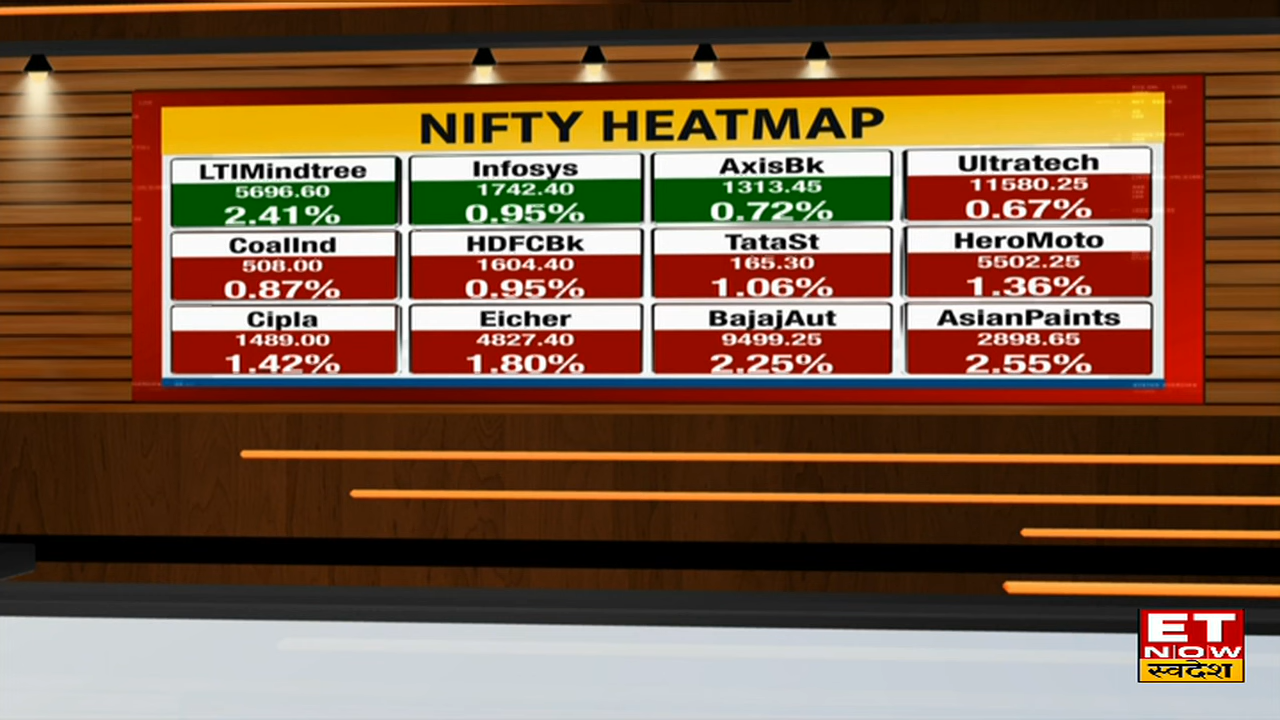 NIFTY HEATMAP
LTIMindtree
5696.60
2.41%
Infosys
1742.40
0.95%
AxisBk
1313.45
0.72%
Ultratech
11580.25
0.67%
CoalInd
508.00
0.87%
HDFCBk
1604.40
0.95%
TataSt
165.30
1.06%
HeroMoto
5502.25
1.36%
Cipla
1489.00
1.42%
Eicher
4827.40
1.80%
BajajAut
9499.25
2.25%
AsianPaints
2898.65
2.55%
ET
NOW
स्वदेश